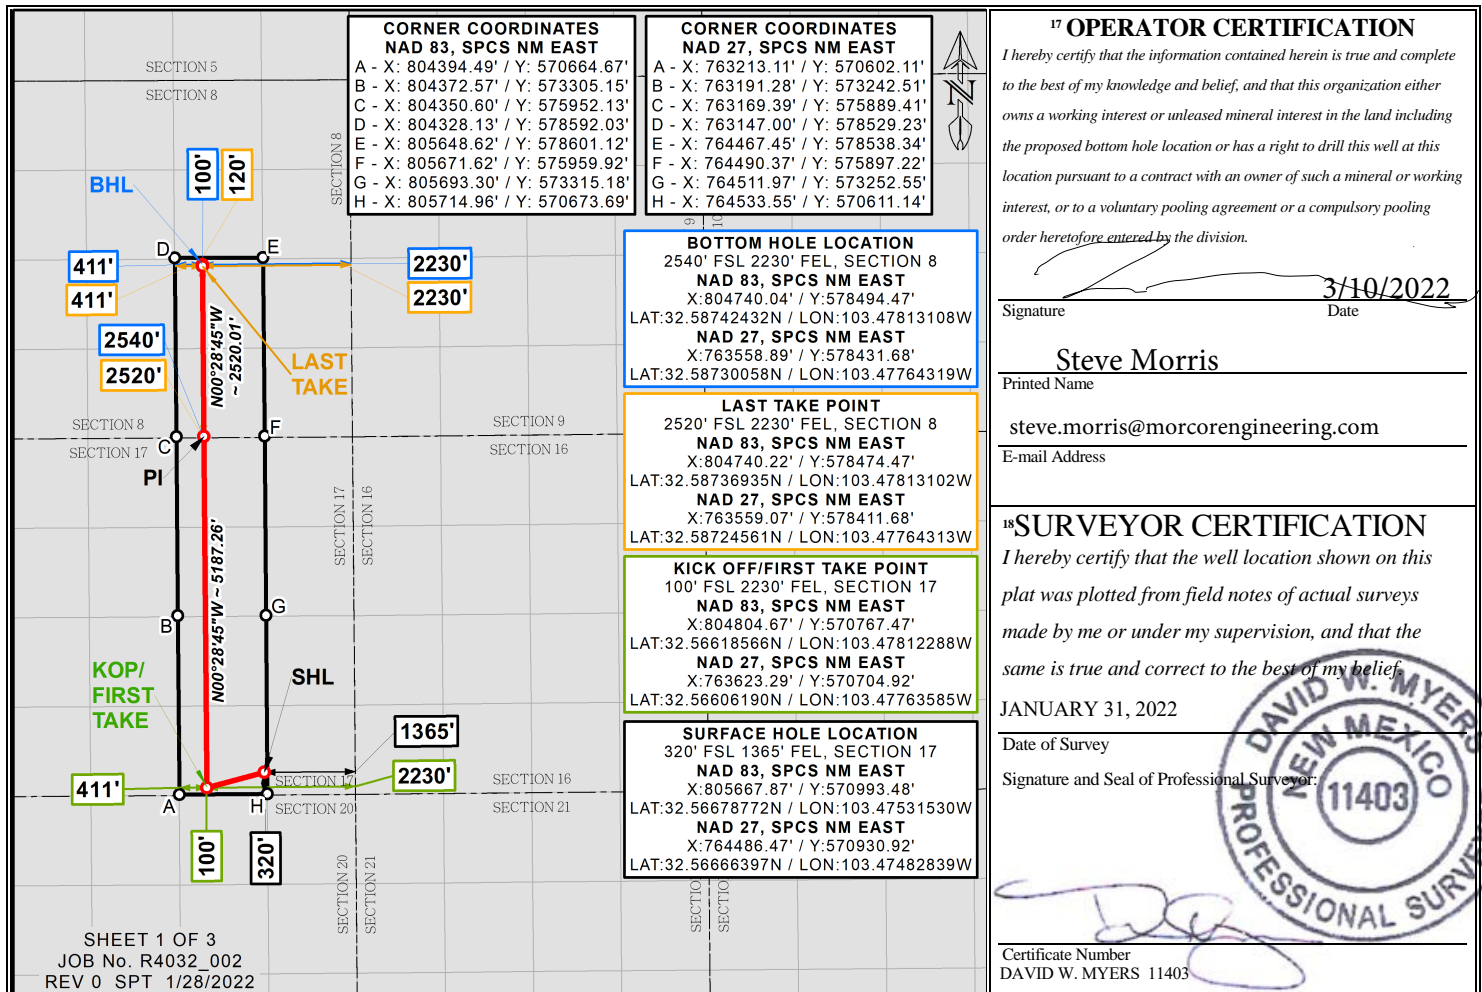 SECTION 5
SECTION 8
SECTION 8
CORNER COORDINATES
NAD 83, SPCS NM EAST
A - X: 804394.49' / Y: 570664.67'
B - X: 804372.57' / Y: 573305.15'
C - X: 804350.60' / Y: 575952.13'
D - X: 804328.13' / Y: 578592.03'
E - X: 805648.62' / Y: 578601.12'
F - X: 805671.62' / Y: 575959.92'
G - X: 805693.30' / Y: 573315.18'
H - X: 805714.96' / Y: 570673.69'
CORNER COORDINATES
NAD 27, SPCS NM EAST
A - X: 763213.11' / Y: 570602.11'
B - X: 763191.28' / Y: 573242.51'
C - X: 763169.39' / Y: 575889.41'
D - X: 763147.00' / Y: 578529.23'
E - X: 764467.45' / Y: 578538.34'
F - X: 764490.37' / Y: 575897.22'
G - X: 764511.97' / Y: 573252.55'
H - X: 764533.55' / Y: 570611.14'
N
BHL
100'
120'
D
E
411'
411'
2230'
2230'
2540'
2520'
N00°28'45"W
~ 2520.01'
LAST
TAKE
SECTION 8
C
SECTION 17
F
SECTION 9
SECTION 16
PI
SECTION 17
SECTION 16
N00°28'45"W ~ 5187.26'
B
G
KOP/
FIRST
TAKE
SHL
1365'
411'
2230'
SECTION 17
SECTION 16
A
H
SECTION 20
SECTION 21
100'
320'
SECTION 20
SECTION 21
9
10
SECTION
SECTION
SHEET 1 OF 3
JOB No. R4032_002
REV 0 SPT 1/28/2022
BOTTOM HOLE LOCATION
2540' FSL 2230' FEL, SECTION 8
NAD 83, SPCS NM EAST
X:804740.04' / Y:578494.47'
LAT:32.58742432N / LON:103.47813108W
NAD 27, SPCS NM EAST
X:763558.89' / Y:578431.68'
LAT:32.58730058N / LON:103.47764319W
LAST TAKE POINT
2520' FSL 2230' FEL, SECTION 8
NAD 83, SPCS NM EAST
X:804740.22' / Y:578474.47'
LAT:32.58736935N / LON:103.47813102W
NAD 27, SPCS NM EAST
X:763559.07' / Y:578411.68'
LAT:32.58724561N / LON:103.47764313W
KICK OFF/FIRST TAKE POINT
100' FSL 2230' FEL, SECTION 17
NAD 83, SPCS NM EAST
X:804804.67' / Y:570767.47'
LAT:32.56618566N / LON:103.47812288W
NAD 27, SPCS NM EAST
X:763623.29' / Y:570704.92'
LAT:32.56606190N / LON:103.47763585W
SURFACE HOLE LOCATION
320' FSL 1365' FEL, SECTION 17
NAD 83, SPCS NM EAST
X:805667.87' / Y:570993.48'
LAT:32.56678772N / LON:103.47531530W
NAD 27, SPCS NM EAST
X:764486.47' / Y:570930.92'
LAT:32.56666397N / LON:103.47482839W
17 OPERATOR CERTIFICATION
I hereby certify that the information contained herein is true and complete
to the best of my knowledge and belief, and that this organization either
owns a working interest or unleased mineral interest in the land including
the proposed bottom hole location or has a right to drill this well at this
location pursuant to a contract with an owner of such a mineral or working
interest, or to a voluntary pooling agreement or a compulsory pooling
order heretofore entered by the division.
3/10/2022
Signature
Date
Steve Morris
Printed Name
steve.morris@morcorengineering.com
E-mail Address
18SURVEYOR CERTIFICATION
I hereby certify that the well location shown on this
plat was plotted from field notes of actual surveys
made by me or under my supervision, and that the
same is true and correct to the best of my belief.
JANUARY 31, 2022
Date of Survey
Signature and Seal of Professional Surveyor:
DAVID W. MYERS
NEW MEXICO
11403
PROFESSIONAL SURVEY
Certificate Number
DAVID W. MYERS 11403